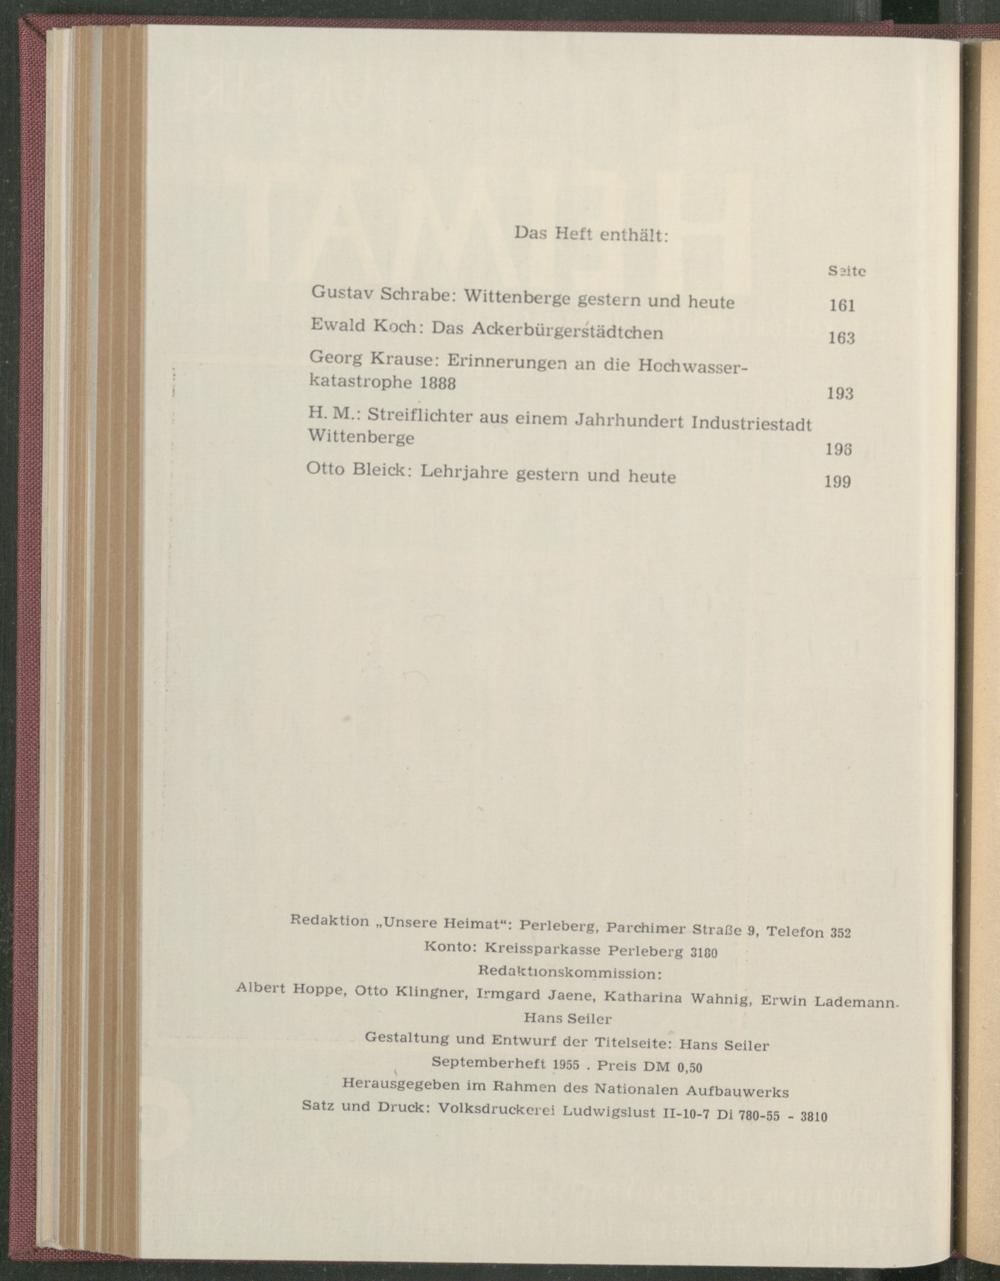 Das Heft enthält:
Seite
Gustav Schrabe: Wittenberge gestern und heute 161
Ewald Koch: Das Ackerbürgerstädtchen 163
Georg Krause: Erinnerungen an die Hochwasser-
katastrophe 1888 193
H. M.: Streiflichter aus einem Jahrhundert Industriestadt
Wittenberge 196
Otto Bleick: Lehrjahre gestern und heute 199
Redaktion „Unsere Heimat“: Perleberg, Parchimer Straße 9, Telefon 352
Konto: Kreissparkasse Perleberg 3180
Redaktionskommission:
Albert Hoppe, Otto Klingner, Irmgard Jaene, Katharina Wahnig, Erwin Lademann.
Hans Seiler
Gestaltung und Entwurf der Titelseite: Hans Seiler
Septemberheft 1955 . Preis DM 0,50
Herausgegeben im Rahmen des Nationalen Aufbauwerks
Satz und Druck: Volksdruckerei Ludwigslust II-10-7 Di 780-55 - 3810